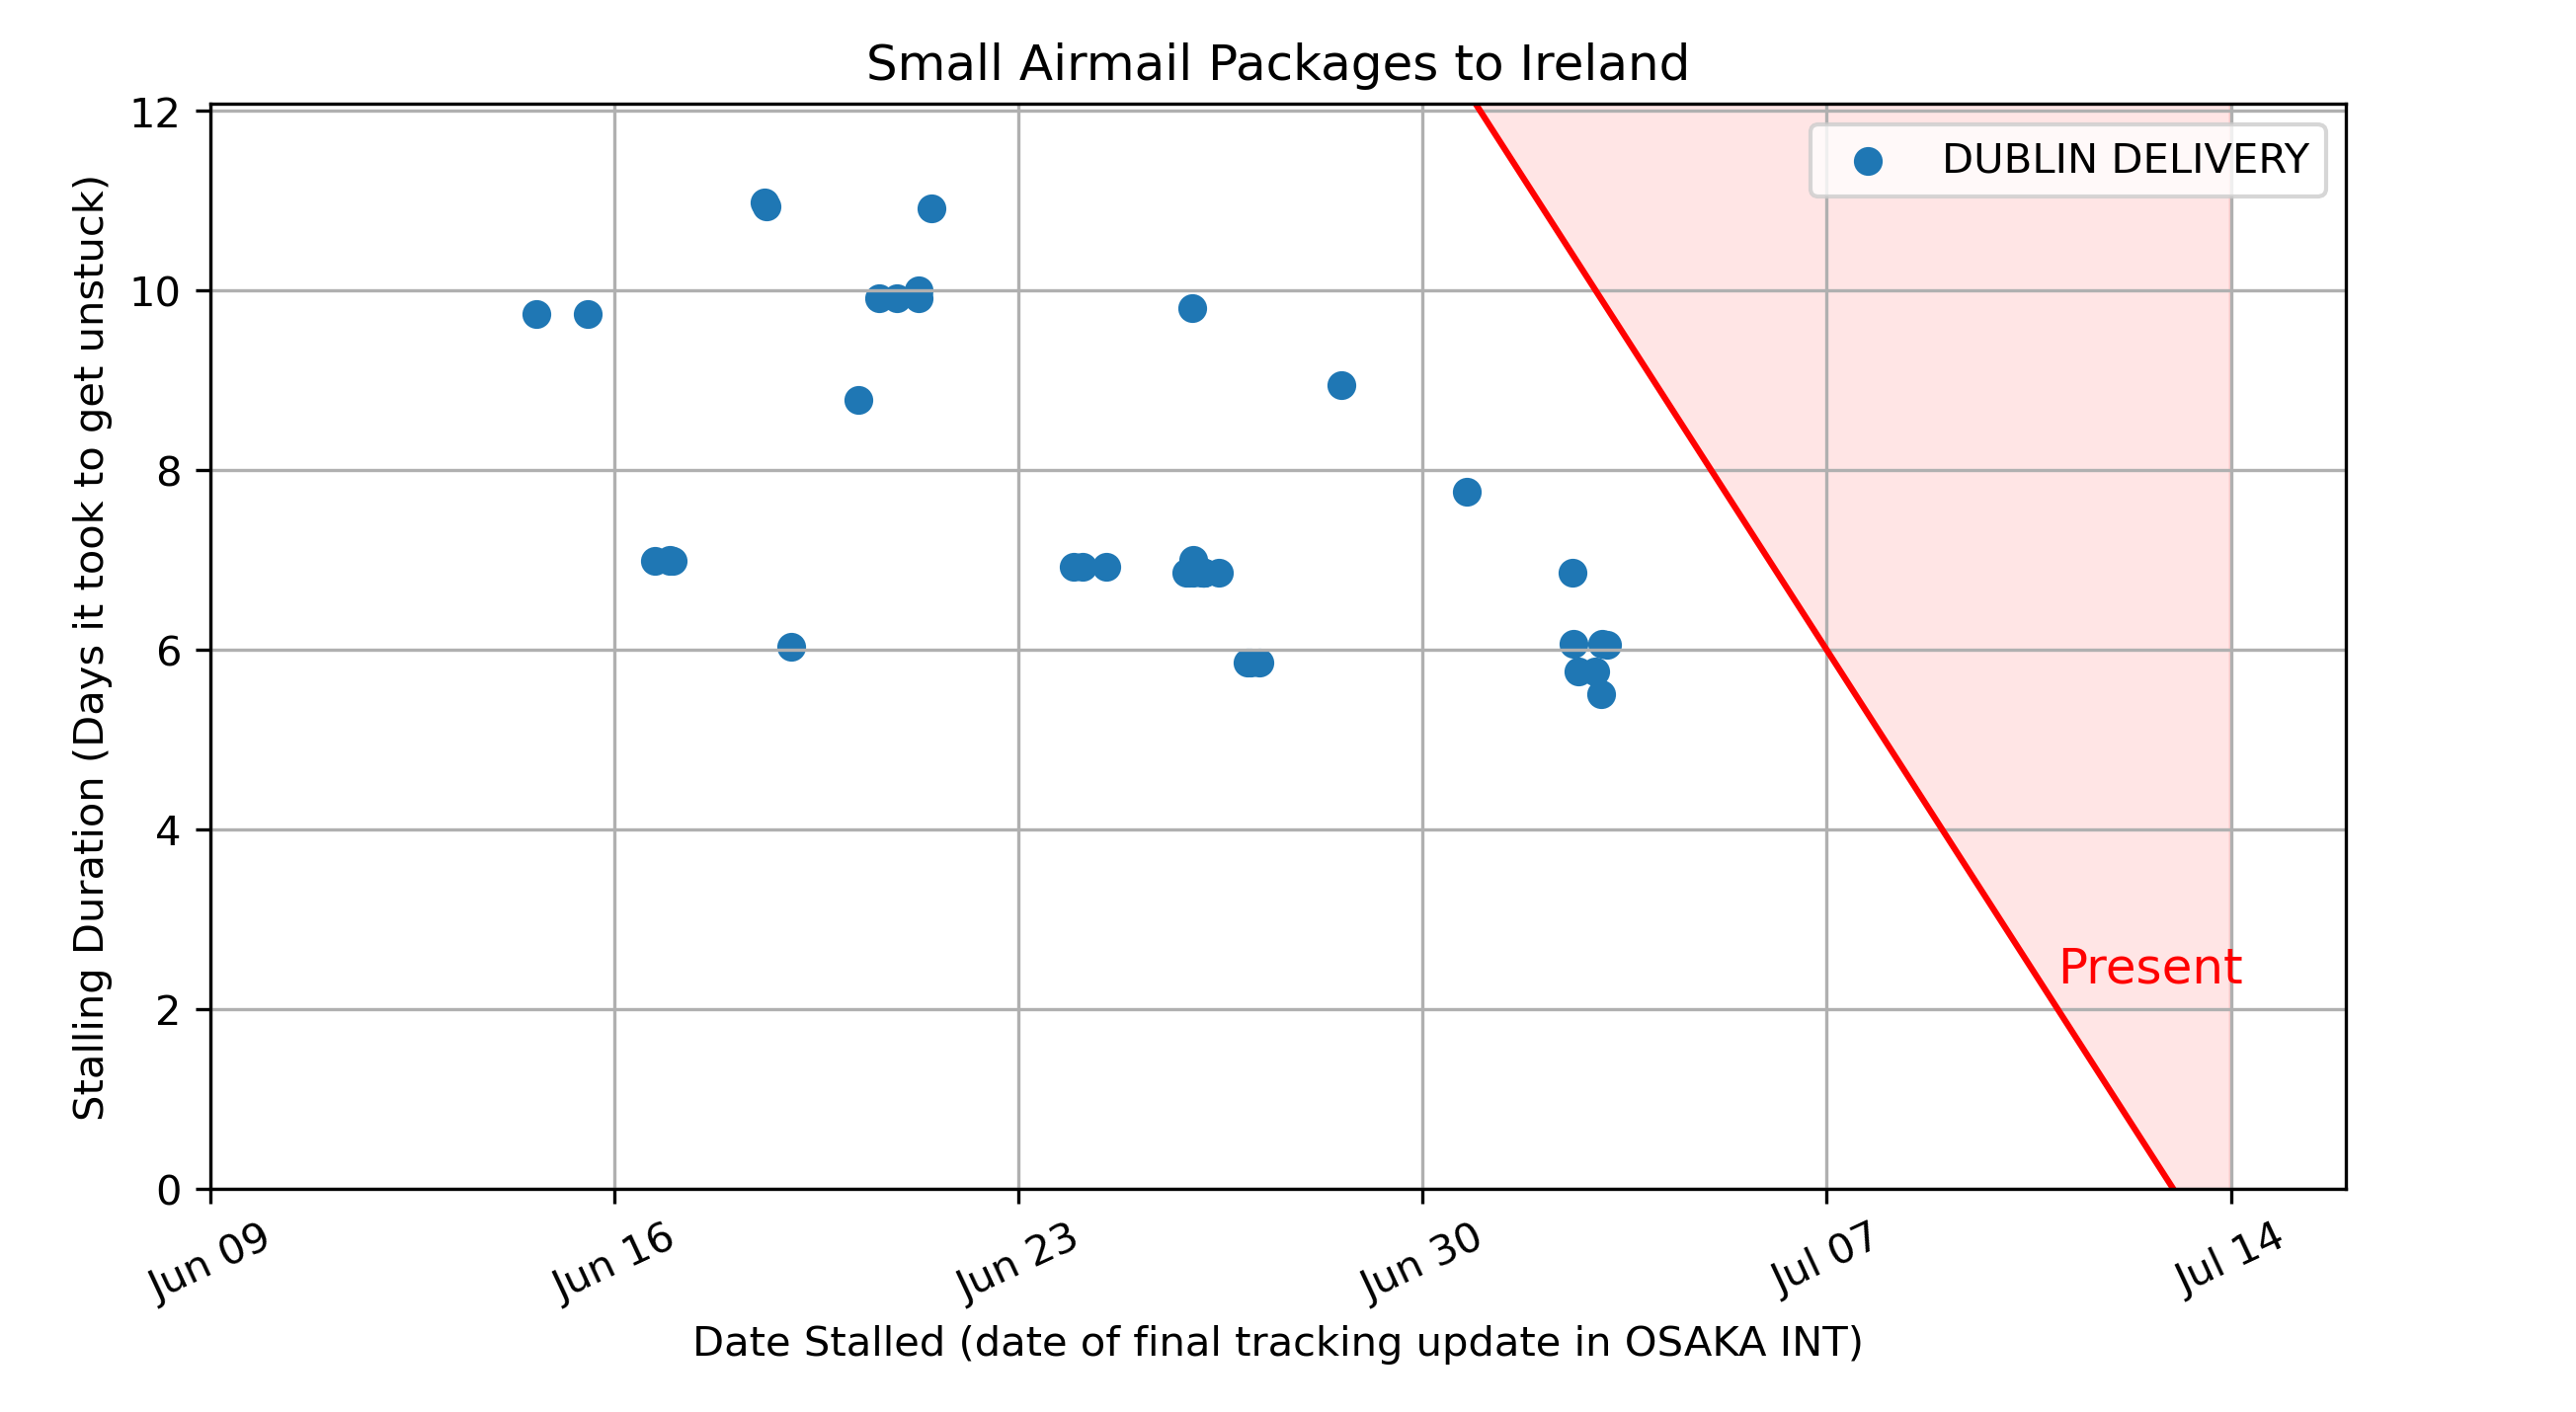 Small Airmail Packages to Ireland
12
10
8
6
4
2
0
Stalling Duration (Days it took to get unstuck)
DUBLIN DELIVERY
Present
Jun 09
Jun 16
Jun 23
Jun 30
Jul 07
Jul 14
Date Stalled (date of final tracking update in OSAKA INT)